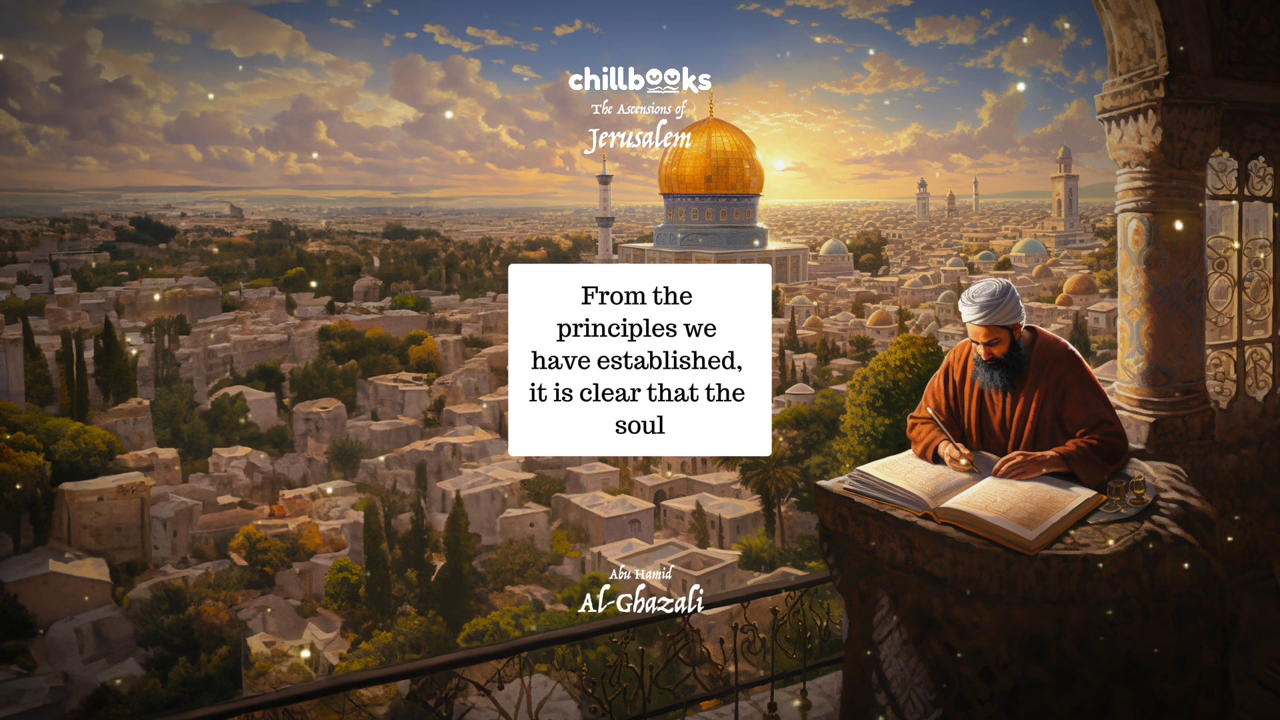 chillbooks
The Ascensions of
Jerusalem
From the
principles we
have established,
it is clear that the
soul
Abu Hamid
Al-Ghazali